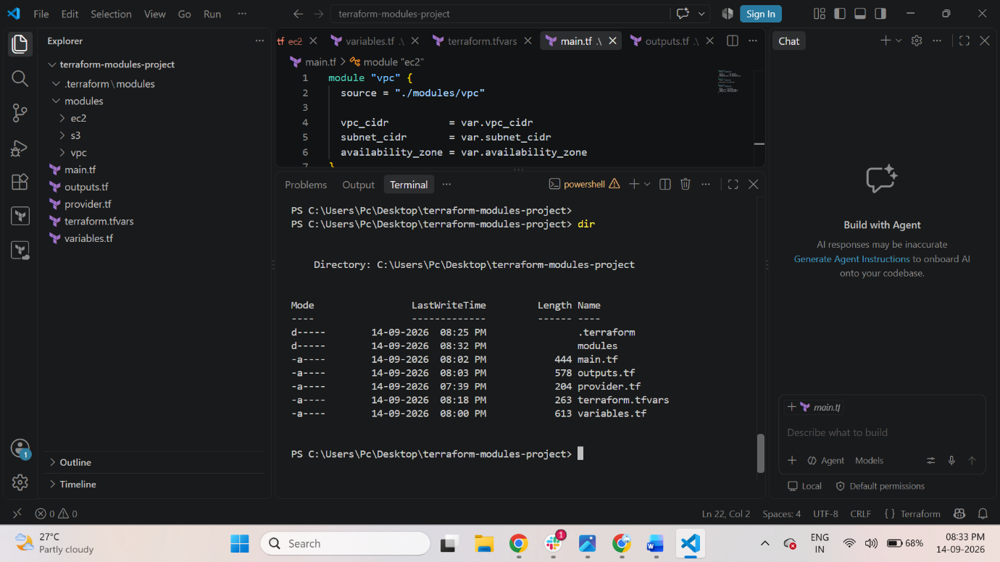 File Edit Selection View Go Run ··· terraform-modules-project Sign In
Explorer ···
terraform-modules-project
.terraform \ modules
modules
ec2
s3
vpc
main.tf
outputs.tf
provider.tf
terraform.tfvars
variables.tf
Outline
Timeline
tf ec2 variables.tf .\ terraform.tfvars main.tf .\ outputs.tf .\ ···
main.tf > module "ec2"
1 module "vpc" {
2 source = "./modules/vpc"
3
4 vpc_cidr = var.vpc_cidr
5 subnet_cidr = var.subnet_cidr
6 availability_zone = var.availability_zone
7 }
Problems Output Terminal ··· powershell ···
PS C:\Users\Pc\Desktop\terraform-modules-project>
PS C:\Users\Pc\Desktop\terraform-modules-project> dir
Directory: C:\Users\Pc\Desktop\terraform-modules-project
Mode LastWriteTime Length Name
---- ------------- ------ ----
d----- 14-09-2026 08:25 PM .terraform
d----- 14-09-2026 08:32 PM modules
-a---- 14-09-2026 08:02 PM 444 main.tf
-a---- 14-09-2026 08:03 PM 578 outputs.tf
-a---- 14-09-2026 07:39 PM 204 provider.tf
-a---- 14-09-2026 08:18 PM 263 terraform.tfvars
-a---- 14-09-2026 08:00 PM 613 variables.tf
PS C:\Users\Pc\Desktop\terraform-modules-project>
Chat ···
Build with Agent
AI responses may be inaccurate
Generate Agent Instructions to onboard AI
onto your codebase.
main.tf
Describe what to build
Agent Models
Local Default permissions
1
0 0 Ln 22, Col 2 Spaces: 4 UTF-8 CRLF { } Terraform
27°C
Partly cloudy
Search
1
ENG
IN
68%
08:33 PM
14-09-2026